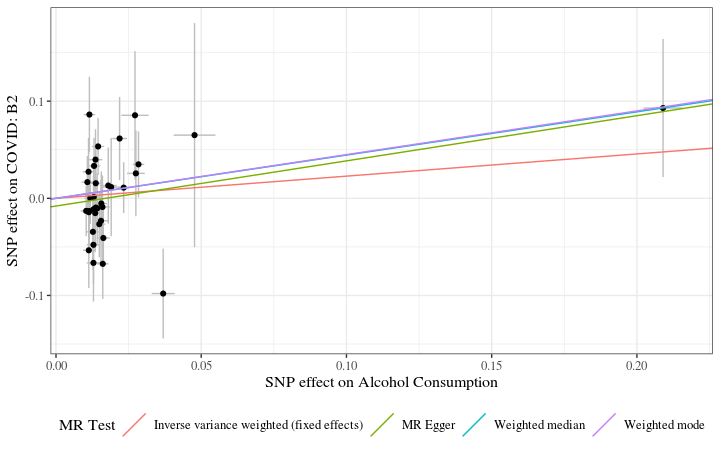 SNP effect on COVID: B2
0.1
0.0
-0.1
0.00 0.05 0.10 0.15 0.20
SNP effect on Alcohol Consumption
MR Test Inverse variance weighted (fixed effects) MR Egger Weighted median Weighted mode